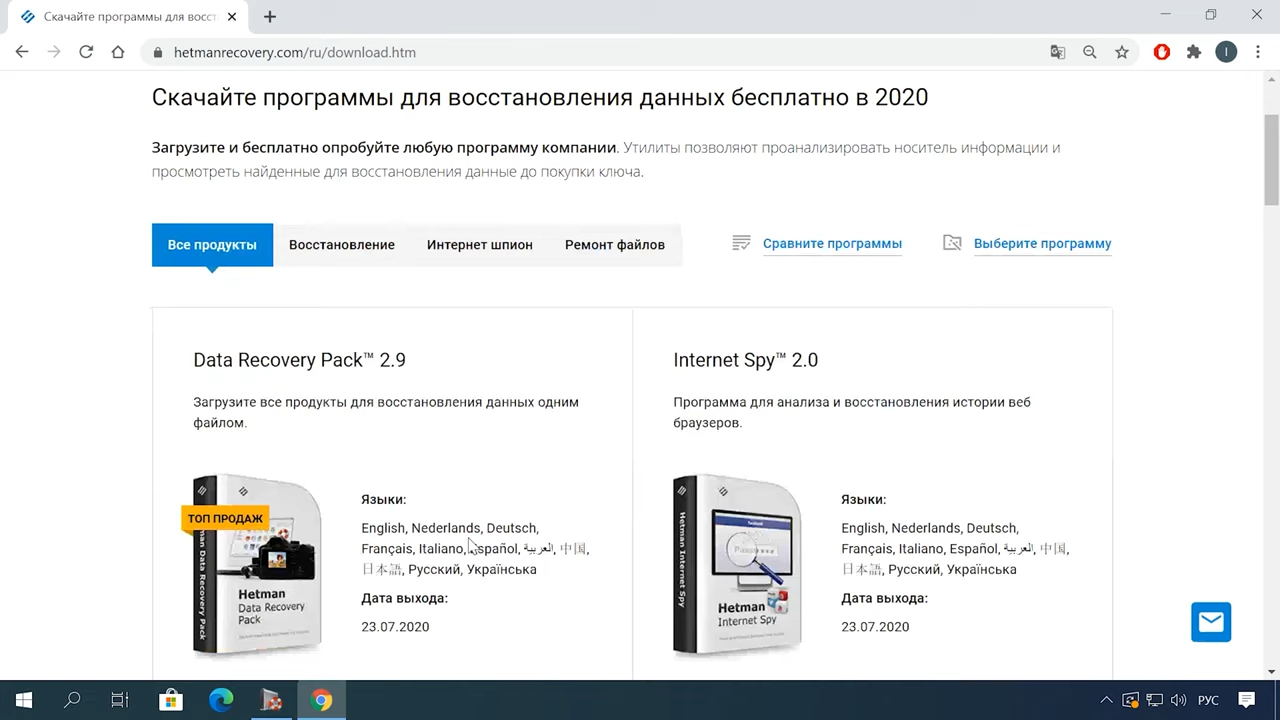 Скачайте программы для восст
hetmanrecovery.com/ru/download.htm
I
Скачайте программы для восстановления данных бесплатно в 2020
Загрузите и бесплатно опробуйте любую программу компании. Утилиты позволяют проанализировать носитель информации и
просмотреть найденные для восстановления данные до покупки ключа.
Все продукты
Восстановление
Интернет шпион
Ремонт файлов
Сравните программы
Выберите программу
Data Recovery Pack™ 2.9
Загрузите все продукты для восстановления данных одним
файлом.
ТОП ПРОДАЖ
Hetman
Data Recovery
Pack
Языки:
English, Nederlands, Deutsch,
Français, Italiano, Español, العربية, 中国,
日本語, Русский, Українська
Дата выхода:
23.07.2020
Internet Spy™ 2.0
Программа для анализа и восстановления истории веб
браузеров.
Hetman Internet Spy
Hetman
Internet Spy
Языки:
English, Nederlands, Deutsch,
Français, Italiano, Español, العربية, 中国,
日本語, Русский, Українська
Дата выхода:
23.07.2020
РУС